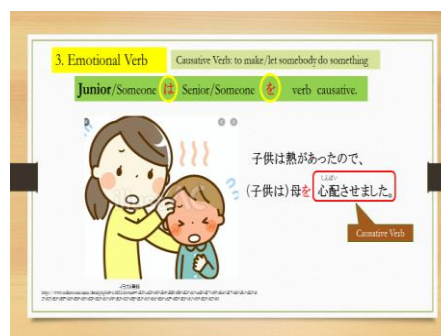 3. Emotional Verb
Causative Verb: to make/let somebody do something
Junior/Someone は Senior/Someone を verb causative.
子供は熱があったので、
しんぱい
(子供は)母を心配させました。
Causative Verb